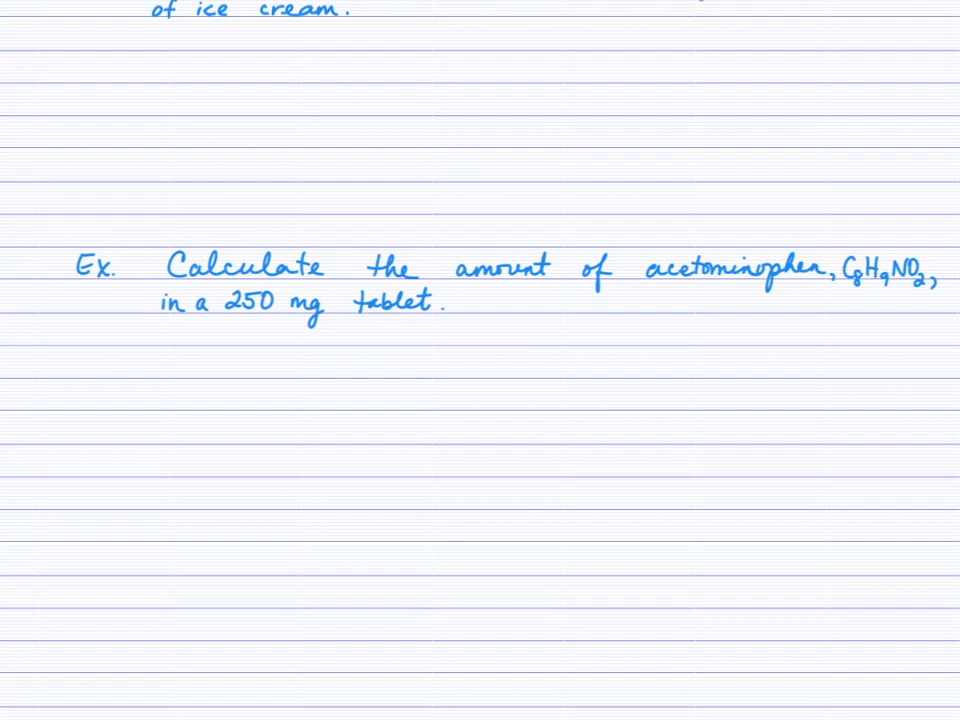 of ice cream.
Ex. Calculate the amount of acetominophen, C₈H₉NO₂,
in a 250 mg tablet.